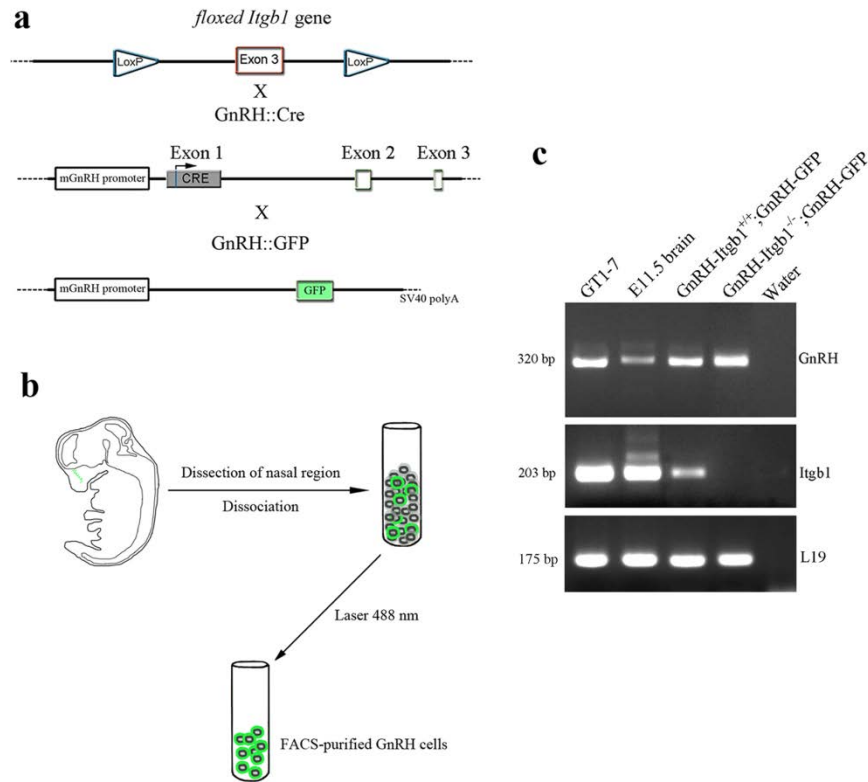 a
floxed Itgb1 gene
LoxP Exon 3 LoxP
X
GnRH::Cre
Exon 1 Exon 2 Exon 3
mGnRH promoter CRE
X
GnRH::GFP
mGnRH promoter GFP
SV40 polyA
b
Dissection of nasal region
Dissociation
Laser 488 nm
FACS-purified GnRH cells
c
GT1-7
E11.5 brain
GnRH-Itgb1+/+;GnRH-GFP
GnRH-Itgb1-/-;GnRH-GFP
Water
320 bp GnRH
203 bp Itgb1
175 bp L19